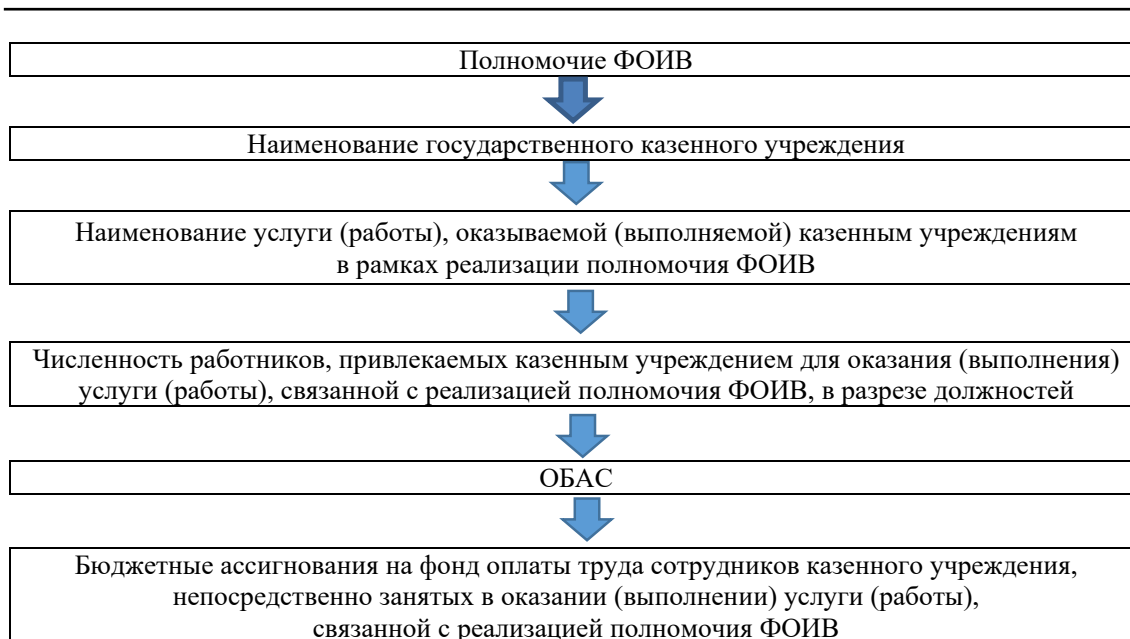 Полномочие ФОИВ
Наименование государственного казенного учреждения
Наименование услуги (работы), оказываемой (выполняемой) казенным учреждениям
в рамках реализации полномочия ФОИВ
Численность работников, привлекаемых казенным учреждением для оказания (выполнения)
услуги (работы), связанной с реализацией полномочия ФОИВ, в разрезе должностей
ОБАС
Бюджетные ассигнования на фонд оплаты труда сотрудников казенного учреждения,
непосредственно занятых в оказании (выполнении) услуги (работы),
связанной с реализацией полномочия ФОИВ